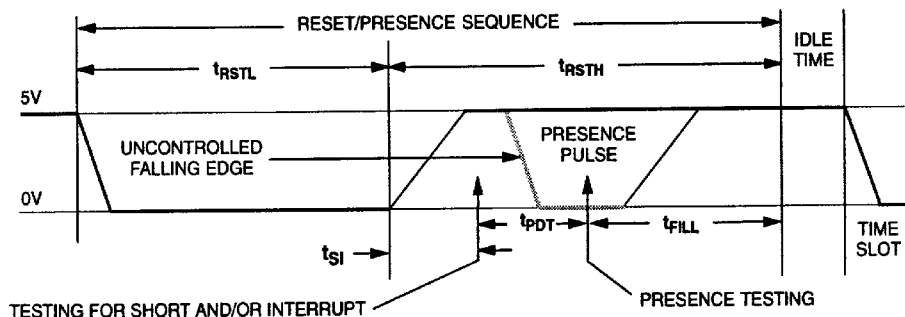 RESET/PRESENCE SEQUENCE
IDLE
TIME
tRSTL
tRSTH
5V
UNCONTROLLED
FALLING EDGE
PRESENCE
PULSE
0V
tPDT
tFILL
TIME
SLOT
tSI
TESTING FOR SHORT AND/OR INTERRUPT
PRESENCE TESTING